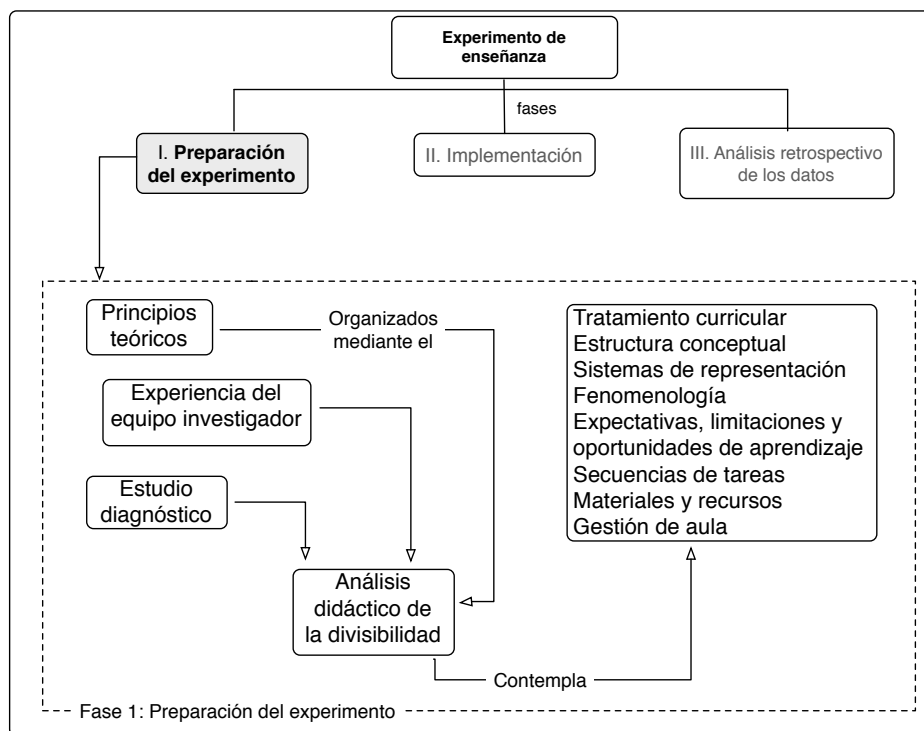 Experimento de
enseñanza
fases
I. Preparación
del experimento
II. Implementación
III. Análisis retrospectivo
de los datos
Principios
teóricos
Organizados
mediante el
Experiencia del
equipo investigador
Estudio
diagnóstico
Análisis
didáctico de
la divisibilidad
Tratamiento curricular
Estructura conceptual
Sistemas de representación
Fenomenología
Expectativas, limitaciones y
oportunidades de aprendizaje
Secuencias de tareas
Materiales y recursos
Gestión de aula
Contempla
Fase 1: Preparación del experimento